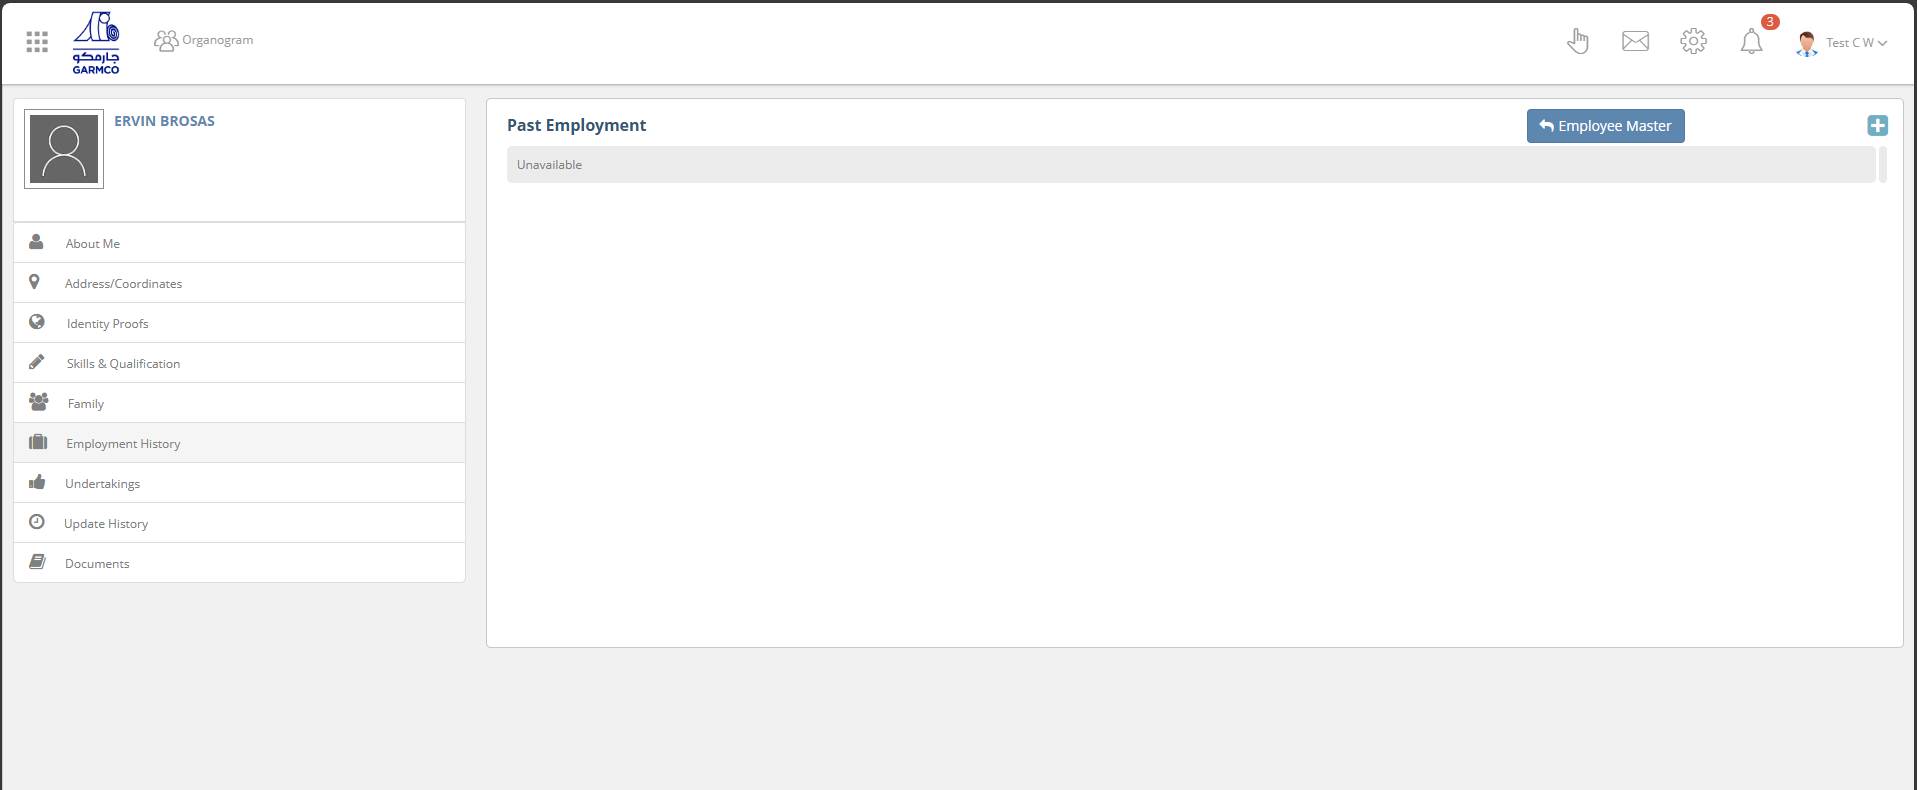 جارمكو
GARMCO
Organogram
3
Test C W
ERVIN BROSAS
About Me
Address/Coordinates
Identity Proofs
Skills & Qualification
Family
Employment History
Undertakings
Update History
Documents
Past Employment
Employee Master
Unavailable